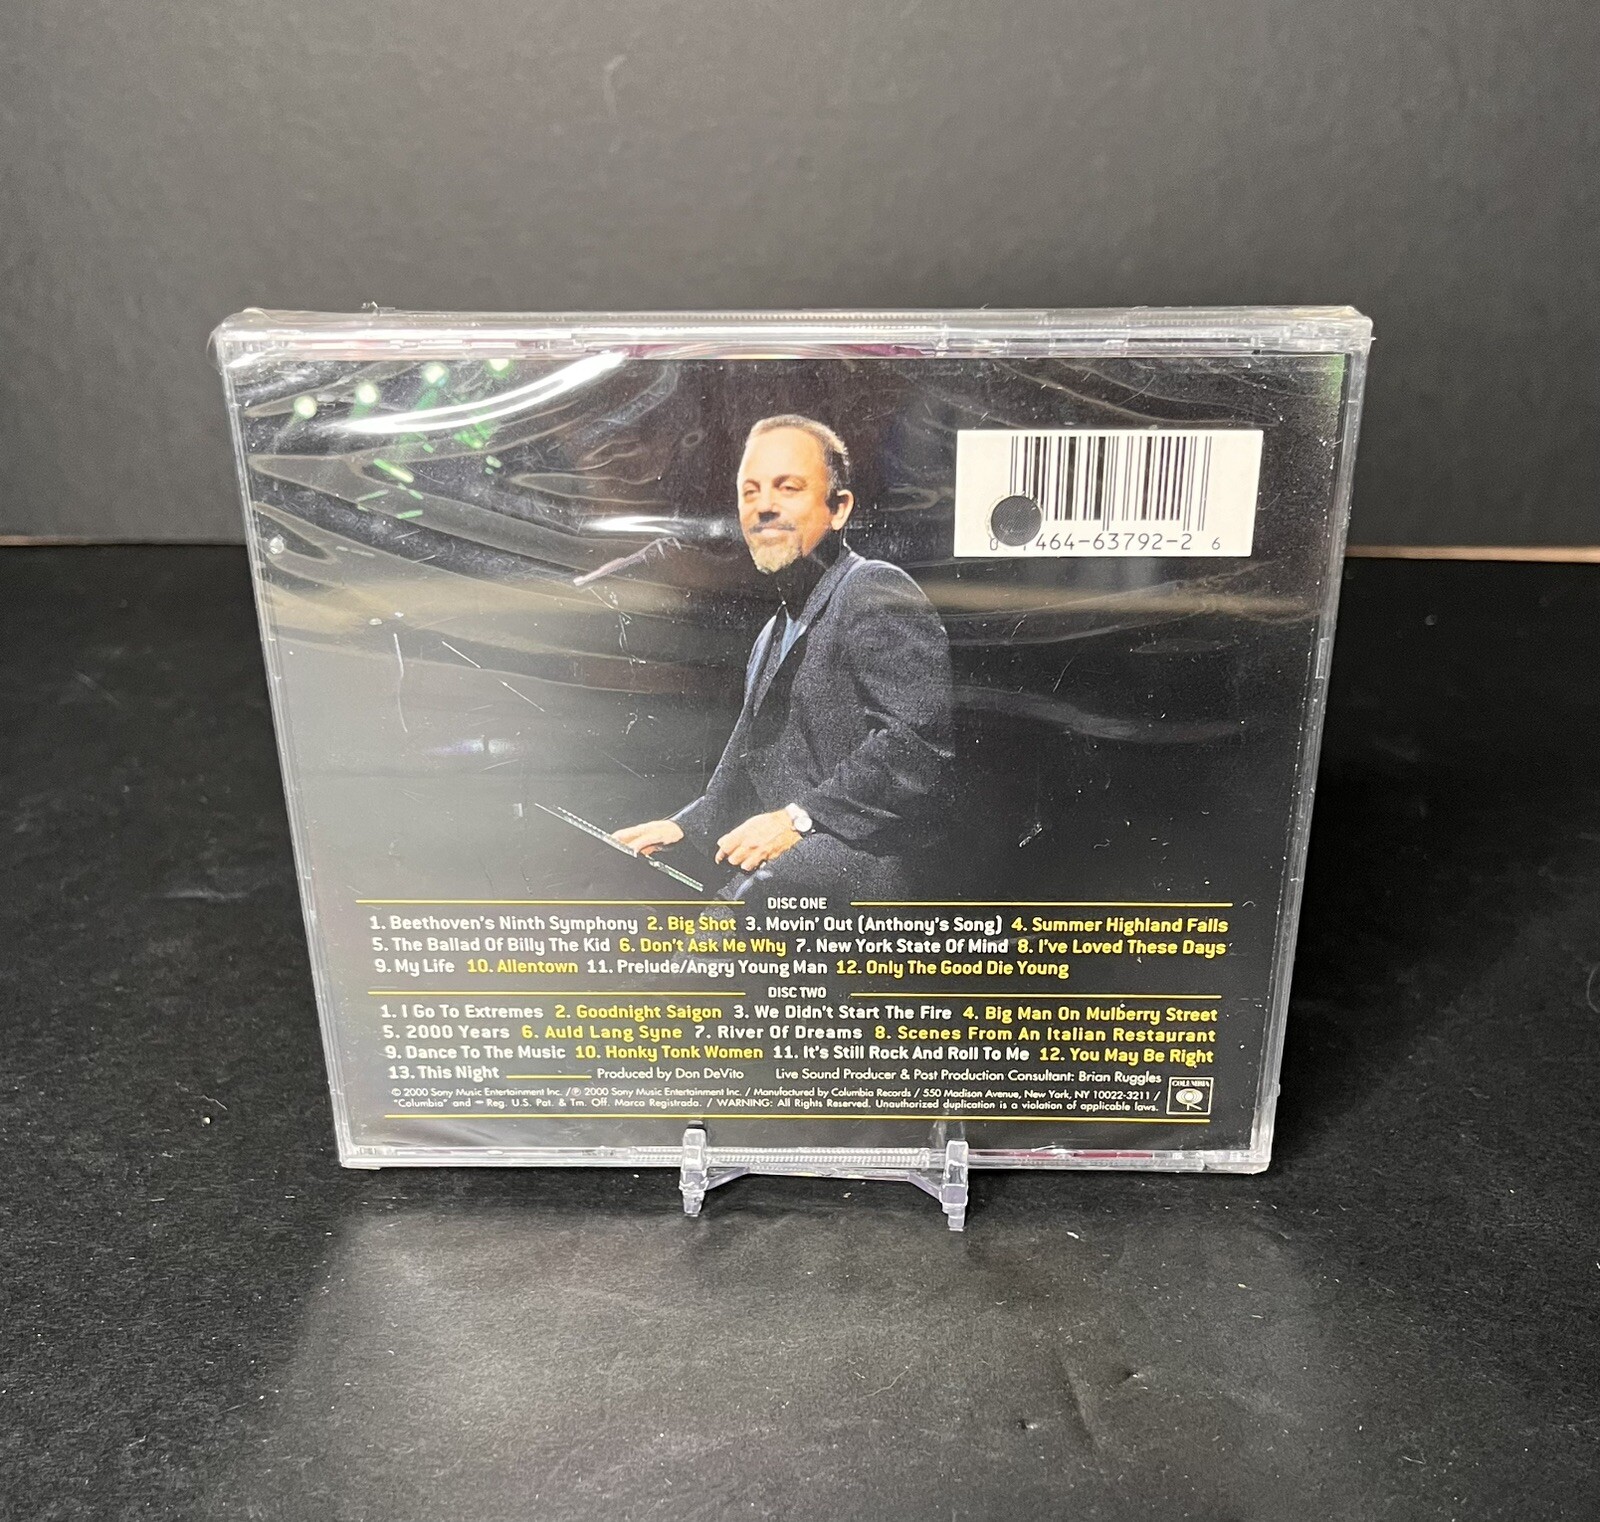 0 7464-63792-2 6
DISC ONE
1. Beethoven's Ninth Symphony 2. Big Shot 3. Movin' Out (Anthony's Song) 4. Summer Highland Falls
5. The Ballad Of Billy The Kid 6. Don't Ask Me Why 7. New York State Of Mind 8. I've Loved These Days
9. My Life 10. Allentown 11. Prelude/Angry Young Man 12. Only The Good Die Young
DISC TWO
1. I Go To Extremes 2. Goodnight Saigon 3. We Didn't Start The Fire 4. Big Man On Mulberry Street
5. 2000 Years 6. Auld Lang Syne 7. River Of Dreams 8. Scenes From An Italian Restaurant
9. Dance To The Music 10. Honky Tonk Women 11. It's Still Rock And Roll To Me 12. You May Be Right
13. This Night Produced by Don DeVito Live Sound Producer & Post Production Consultant: Brian Ruggles
© 2000 Sony Music Entertainment Inc. / ℗ 2000 Sony Music Entertainment Inc. / Manufactured by Columbia Records / 550 Madison Avenue, New York, NY 10022-3211 /
"Columbia" and Reg. U.S. Pat. & Tm. Off. Marca Registrada. / WARNING: All Rights Reserved. Unauthorized duplication is a violation of applicable laws.
COLUMBIA